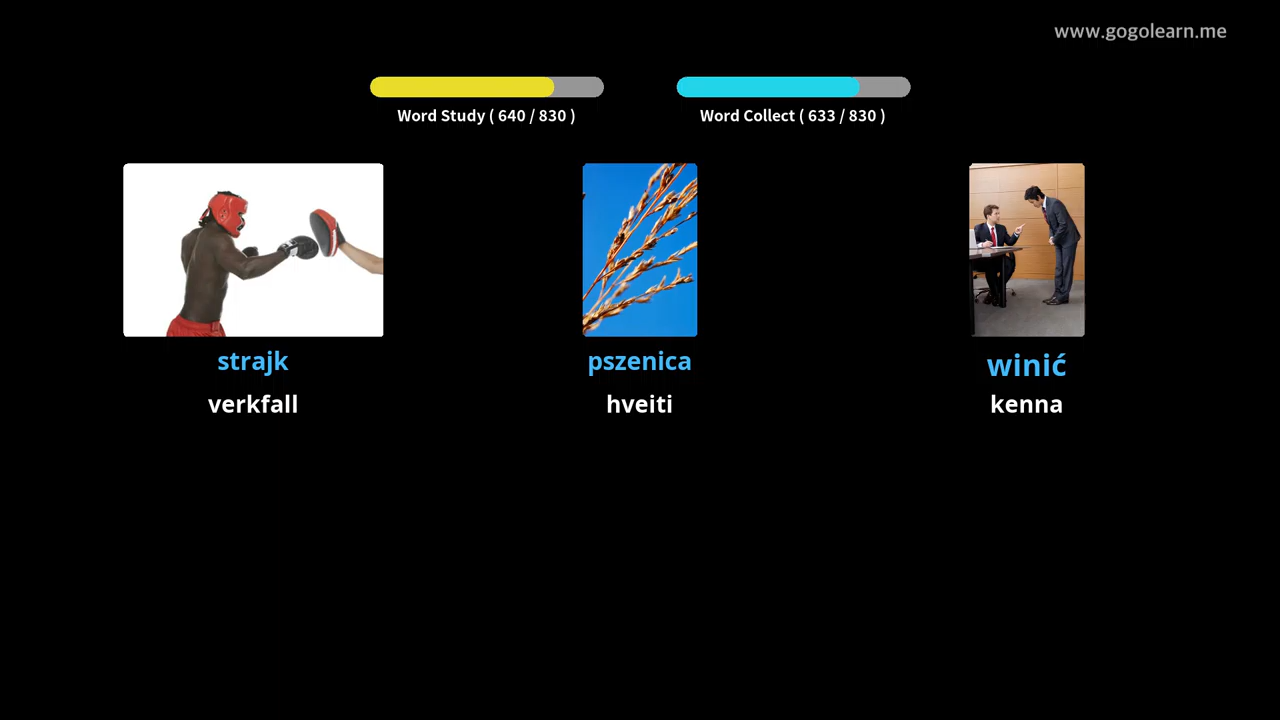 www.gogolearn.me
Word Study ( 640 / 830 )
Word Collect ( 633 / 830 )
strajk
pszenica
winić
verkfall
hveiti
kenna